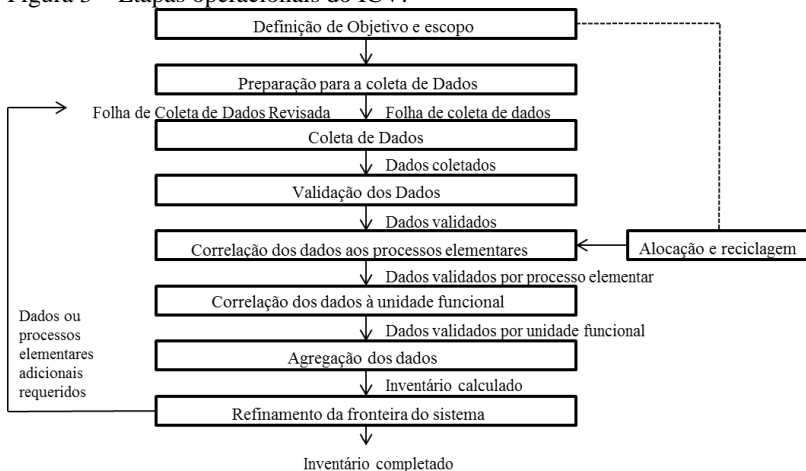 Figura 3 – Etapas operacionais do ICV.
Definição de Objetivo e escopo
Preparação para a coleta de Dados
Folha de Coleta de Dados Revisada
Folha de coleta de dados
Coleta de Dados
Dados coletados
Validação dos Dados
Dados validados
Correlação dos dados aos processos elementares
Alocação e reciclagem
Dados validados por processo elementar
Correlação dos dados à unidade funcional
Dados validados por unidade funcional
Dados ou
processos
elementares
adicionais
requeridos
Agregação dos dados
Inventário calculado
Refinamento da fronteira do sistema
Inventário completado